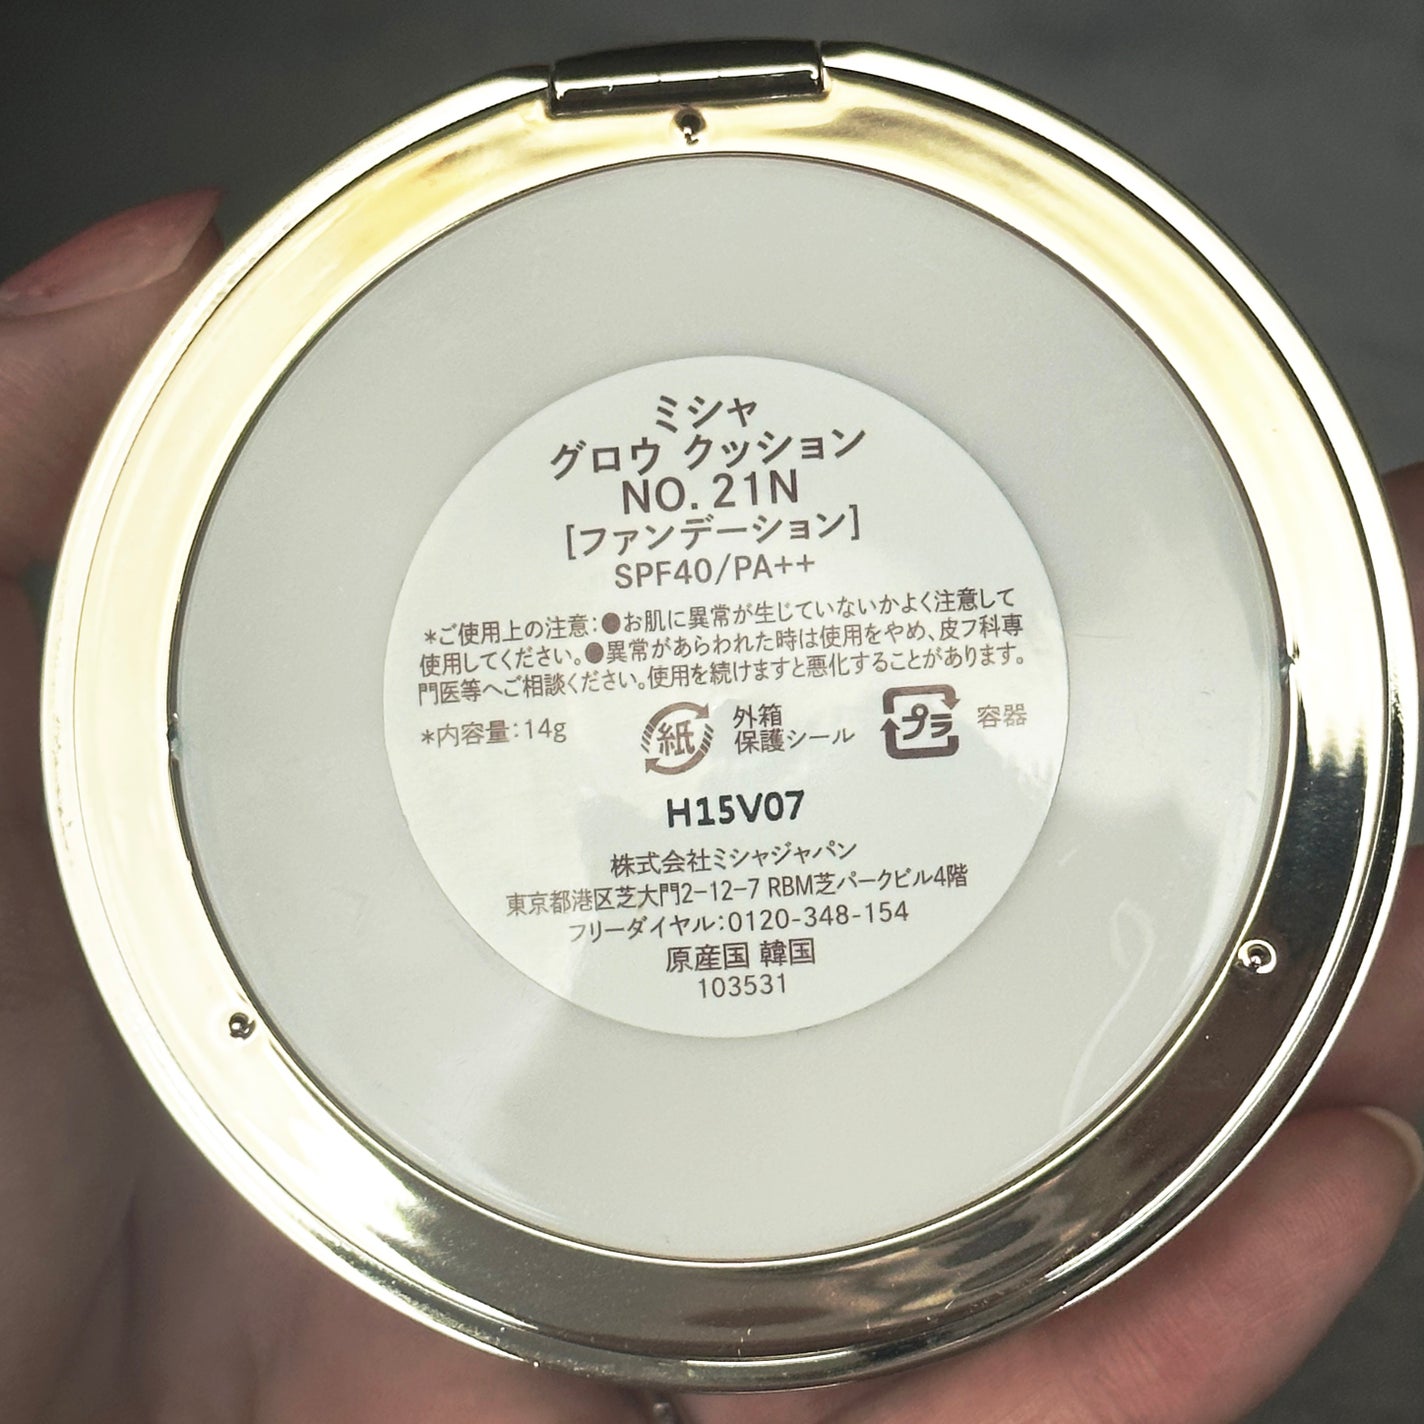 ミシャ
グロウ クッション
NO. 21N
[ファンデーション]
SPF40/PA++
*ご使用上の注意:●お肌に異常が生じていないかよく注意して
使用してください。●異常があらわれた時は使用をやめ、皮フ科専
門医等へご相談ください。使用を続けますと悪化することがあります。
*内容量:14g
紙
外箱
保護シール
プラ
容器
H15V07
株式会社ミシャジャパン
東京都港区芝大門2-12-7 RBM芝パークビル4階
フリーダイヤル:0120-348-154
原産国 韓国
103531